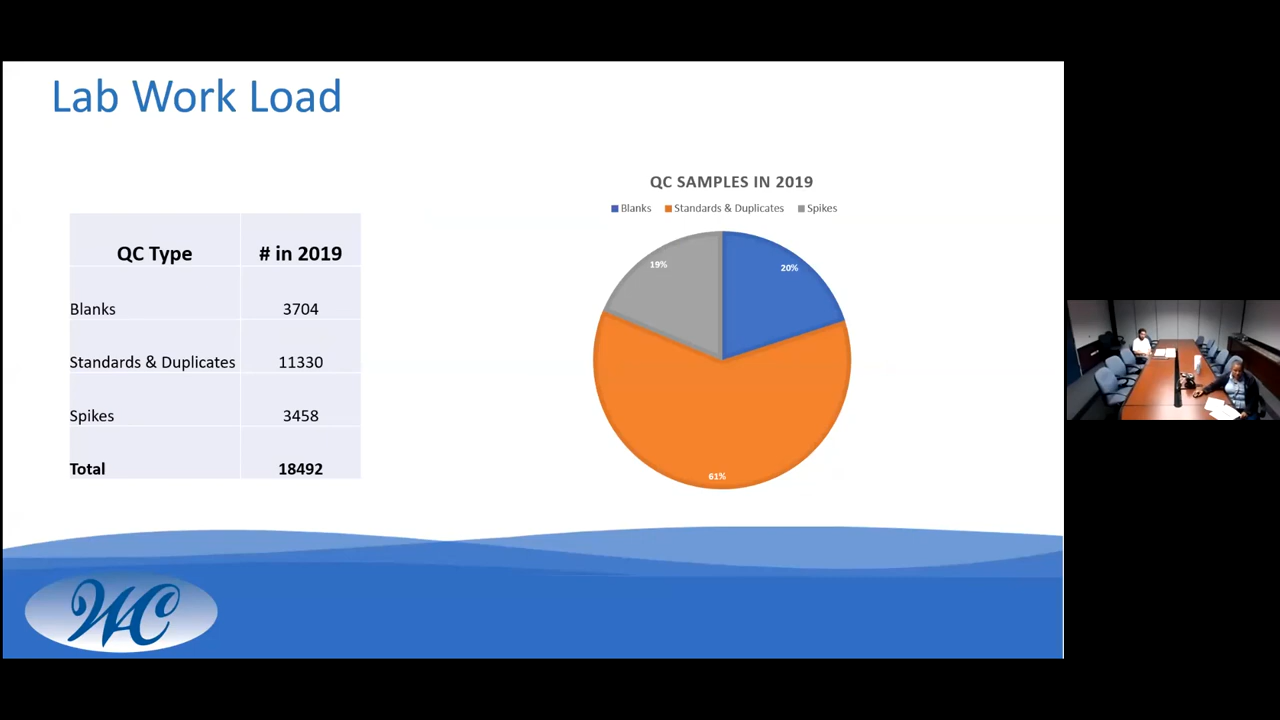 Lab Work Load
QC Type # in 2019
Blanks 3704
Standards & Duplicates 11330
Spikes 3458
Total 18492
QC SAMPLES IN 2019
Blanks Standards & Duplicates Spikes
19% 20%
61%
WC